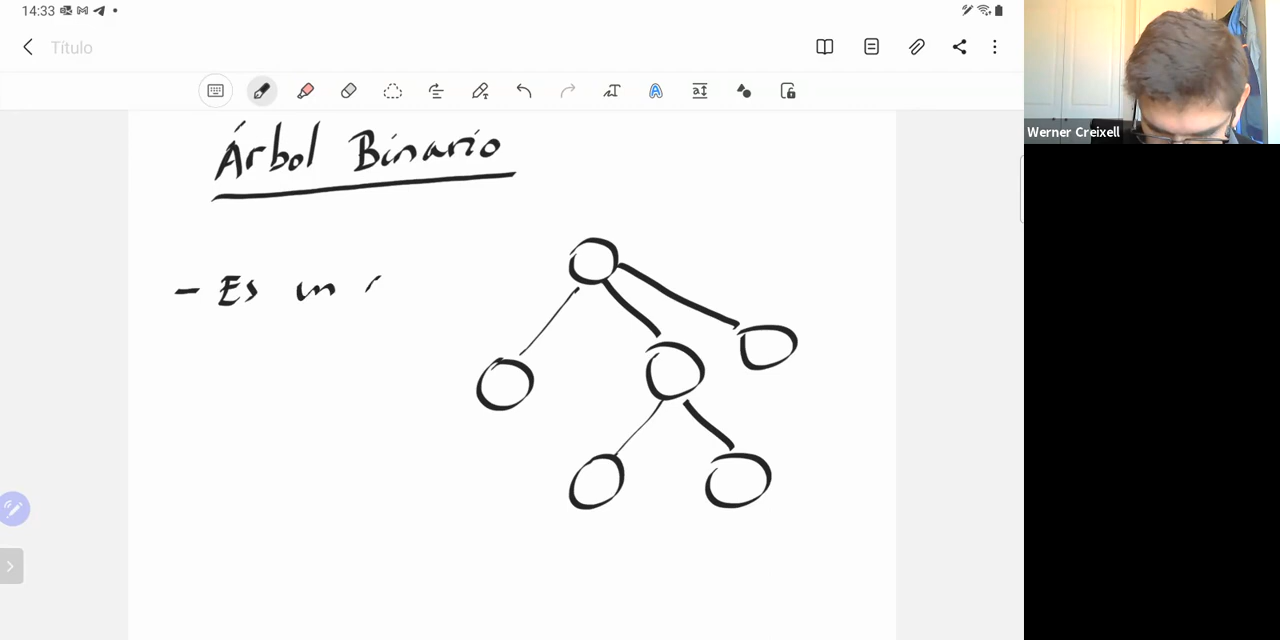 14:33
Título
Árbol Binario
- Es un
Werner Creixell